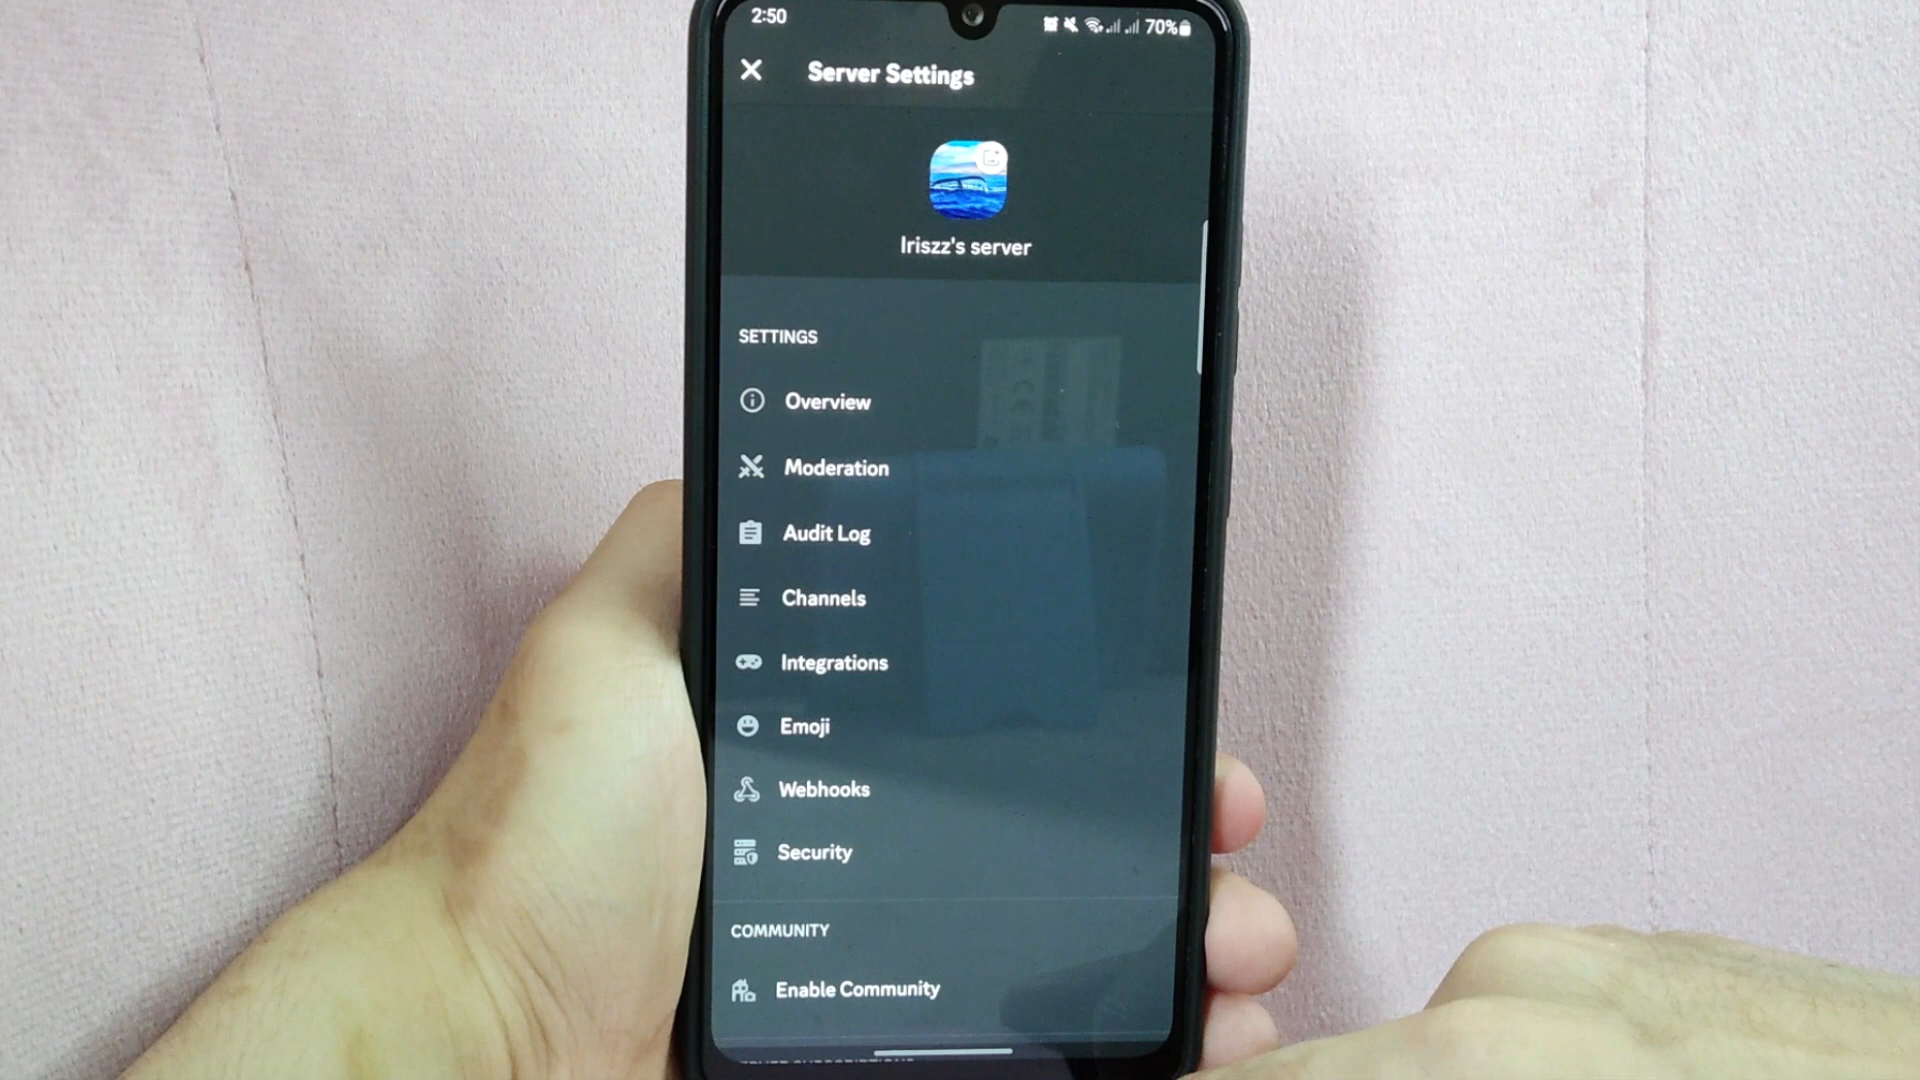 2:50
70%
Server Settings
Iriszz's server
SETTINGS
Overview
Moderation
Audit Log
Channels
Integrations
Emoji
Webhooks
Security
COMMUNITY
Enable Community